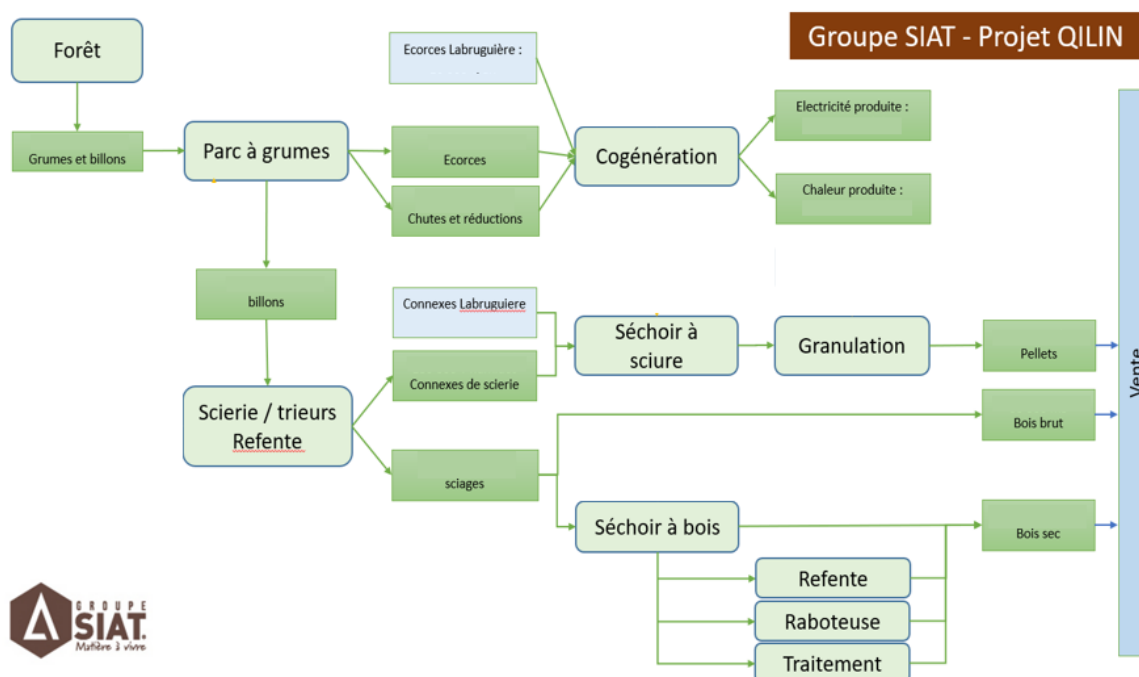 Groupe SIAT - Projet QILIN
Forêt
Grumes et billons
Parc à grumes
Ecorces Labruguière :
Ecorces
Chutes et réductions
Cogénération
Electricité produite :
Chaleur produite :
billons
Connexes Labruguiere
Connexes de scierie
Séchoir à
sciure
Granulation
Pellets
Scierie / trieurs
Refente
sciages
Bois brut
Séchoir à bois
Bois sec
Refente
Raboteuse
Traitement
Vente
GROUPE
SIAT.
Matière à vivre